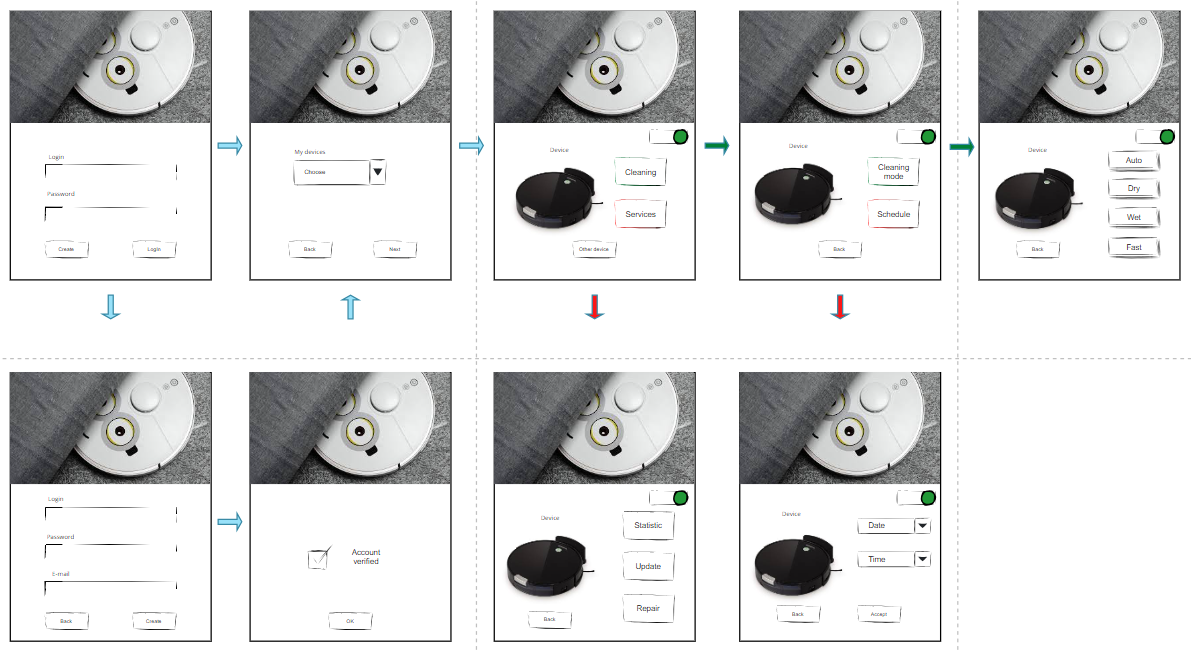 Login
Password
Create
Login
My devices
Choose
Back
Next
Device
Cleaning
Services
Other device
Device
Cleaning
mode
Schedule
Back
Device
Auto
Dry
Wet
Fast
Back
Login
Password
E-mail
Back
Create
Account
verified
OK
Device
Statistic
Update
Repair
Back
Device
Date
Time
Back
Accept